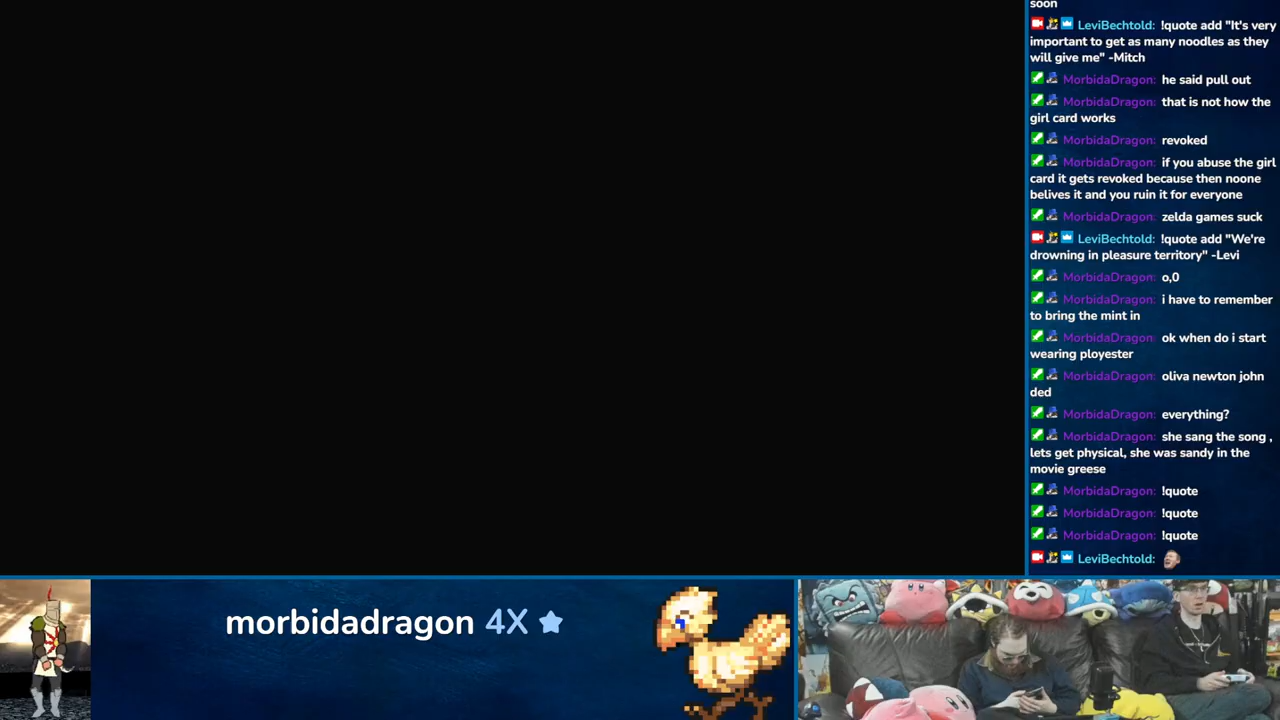 soon
LeviBechtold: !quote add "It's very
important to get as many noodles as they
will give me" -Mitch
MorbidaDragon: he said pull out
MorbidaDragon: that is not how the
girl card works
MorbidaDragon: revoked
MorbidaDragon: if you abuse the girl
card it gets revoked because then noone
belives it and you ruin it for everyone
MorbidaDragon: zelda games suck
LeviBechtold: !quote add "We're
drowning in pleasure territory" -Levi
MorbidaDragon: o,0
MorbidaDragon: i have to remember
to bring the mint in
MorbidaDragon: ok when do i start
wearing ployester
MorbidaDragon: oliva newton john
ded
MorbidaDragon: everything?
MorbidaDragon: she sang the song ,
lets get physical, she was sandy in the
movie greese
MorbidaDragon: !quote
MorbidaDragon: !quote
MorbidaDragon: !quote
LeviBechtold:
morbidadragon 4X